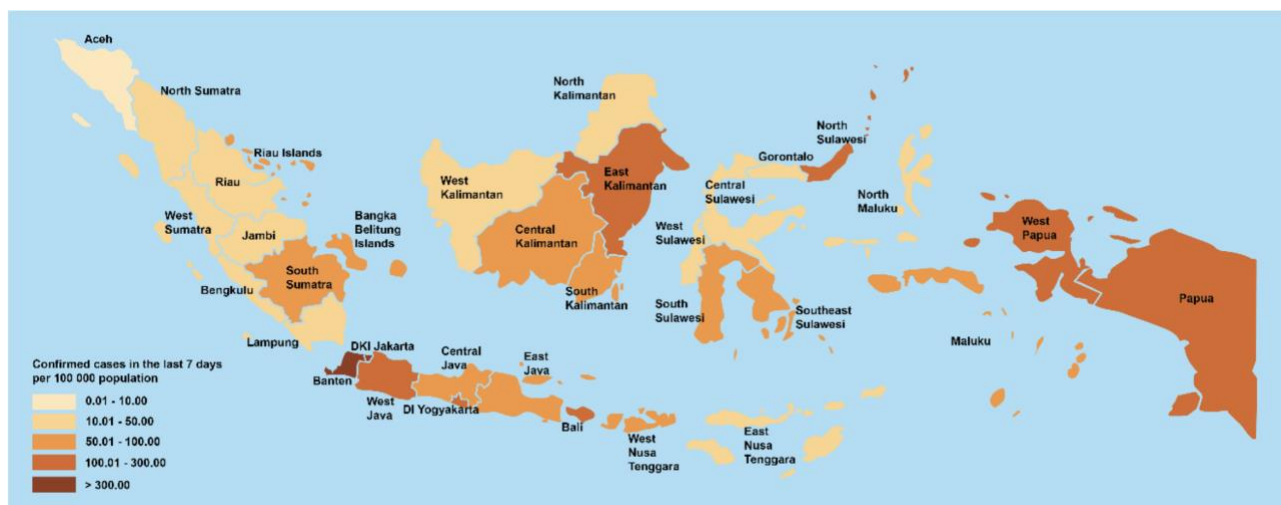 Aceh
North Sumatra
Riau Islands
Riau
West
Sumatra
Jambi
Bangka
Belitung
Islands
South
Sumatra
Bengkulu
Lampung
North
Kalimantan
West
Kalimantan
East
Kalimantan
Central
Kalimantan
South
Kalimantan
North
Sulawesi
Gorontalo
Central
Sulawesi
West
Sulawesi
South
Sulawesi
Southeast
Sulawesi
North
Maluku
West
Papua
Papua
Maluku
DKI Jakarta
Banten
West
Java
Central
Java
DI Yogyakarta
East
Java
Bali
West
Nusa
Tenggara
East
Nusa
Tenggara
Confirmed cases in the last 7 days
per 100 000 population
0.01 - 10.00
10.01 - 50.00
50.01 - 100.00
100.01 - 300.00
> 300.00